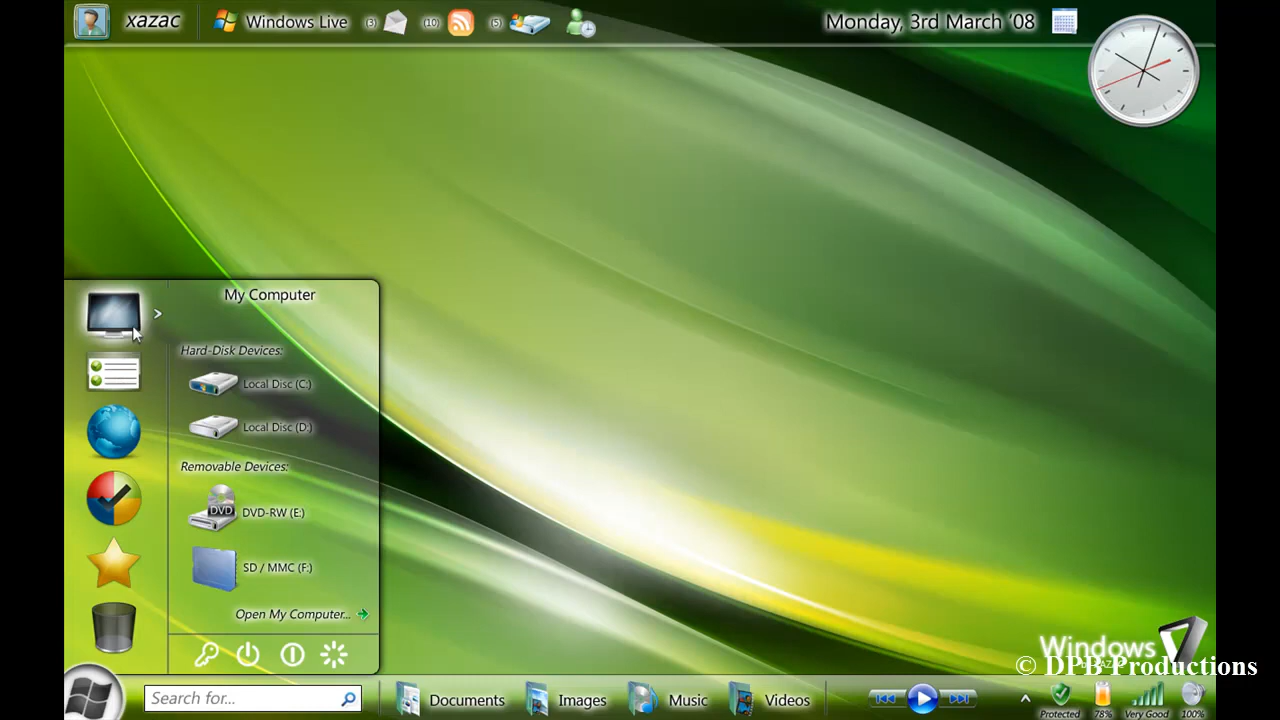 xazac
Windows Live (3) (10) (5)
Monday, 3rd March '08
My Computer
>
Hard-Disk Devices:
Local Disc (C:)
Local Disc (D:)
Removable Devices:
DVD
DVD-RW (E:)
SD / MMC (F:)
Open My Computer...
Windows 7
© DPB Productions
Search for...
Documents
Images
Music
Videos
Protected
78%
Very Good
100%